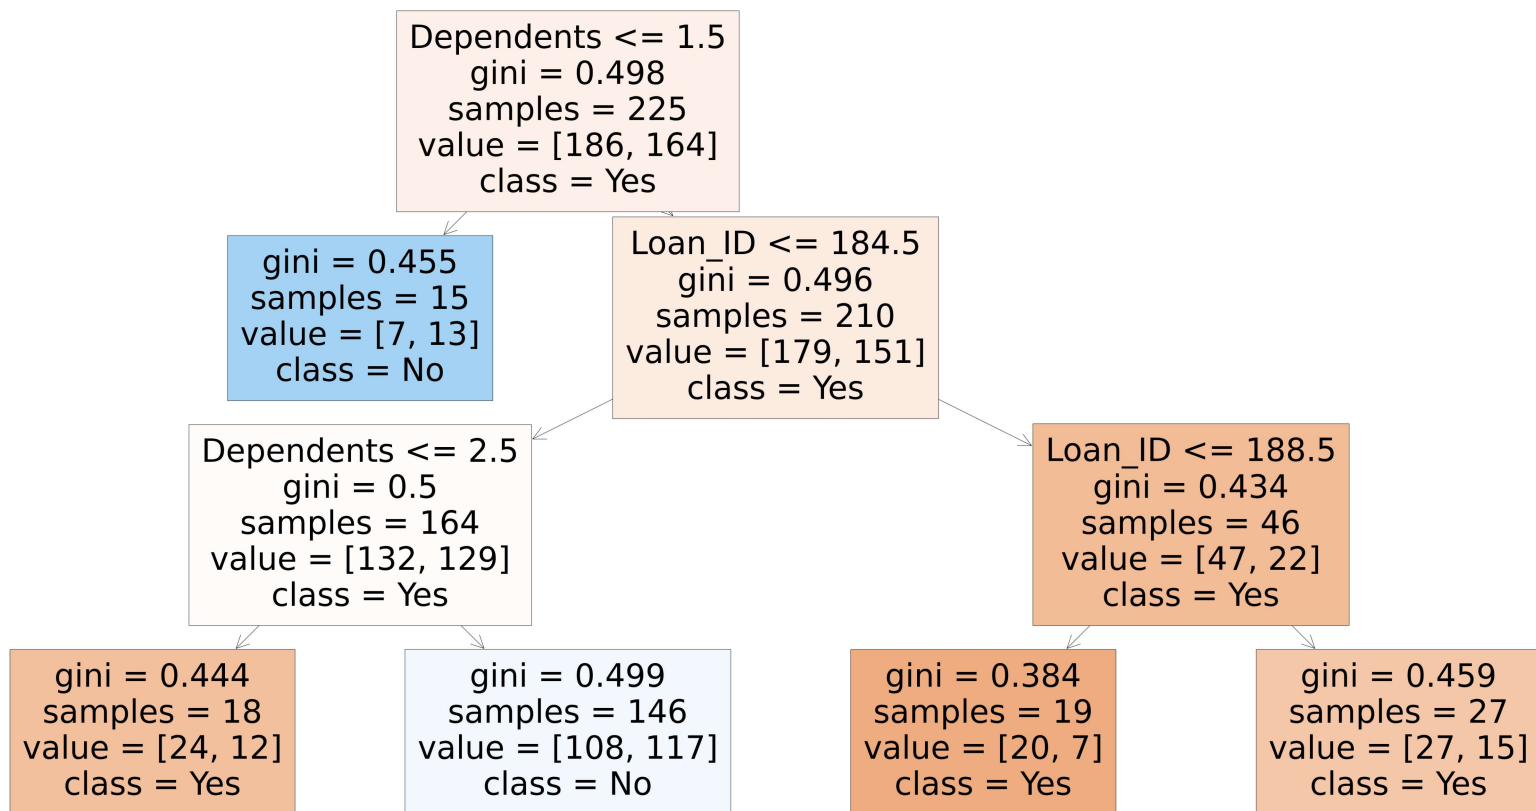 Dependents <= 1.5
gini = 0.498
samples = 225
value = [186, 164]
class = Yes
gini = 0.455
samples = 15
value = [7, 13]
class = No
Loan_ID <= 184.5
gini = 0.496
samples = 210
value = [179, 151]
class = Yes
Dependents <= 2.5
gini = 0.5
samples = 164
value = [132, 129]
class = Yes
Loan_ID <= 188.5
gini = 0.434
samples = 46
value = [47, 22]
class = Yes
gini = 0.444
samples = 18
value = [24, 12]
class = Yes
gini = 0.499
samples = 146
value = [108, 117]
class = No
gini = 0.384
samples = 19
value = [20, 7]
class = Yes
gini = 0.459
samples = 27
value = [27, 15]
class = Yes